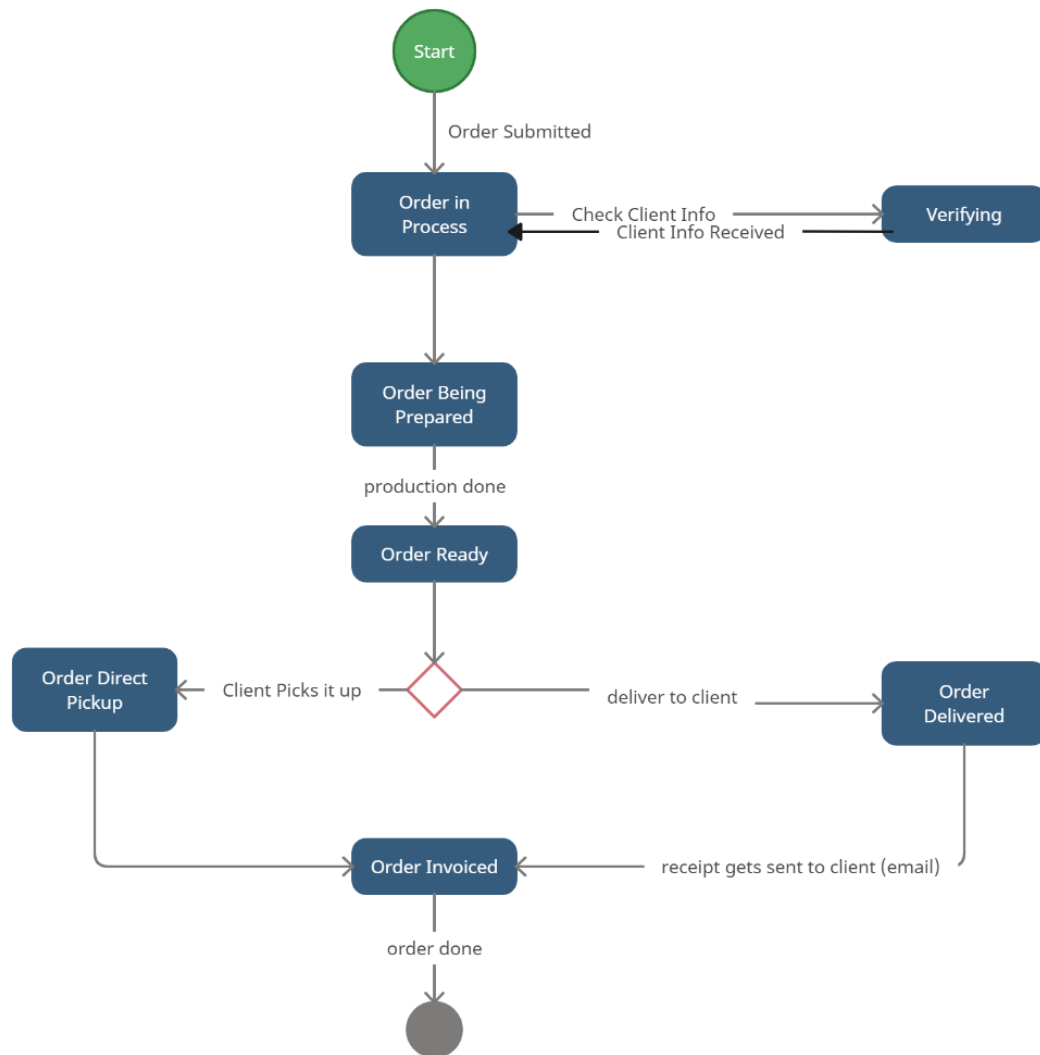 Start
Order Submitted
Order in
Process
Check Client Info
Client Info Received
Verifying
Order Being
Prepared
production done
Order Ready
Order Direct
Pickup
Client Picks it up
deliver to client
Order
Delivered
Order Invoiced
receipt gets sent to client (email)
order done